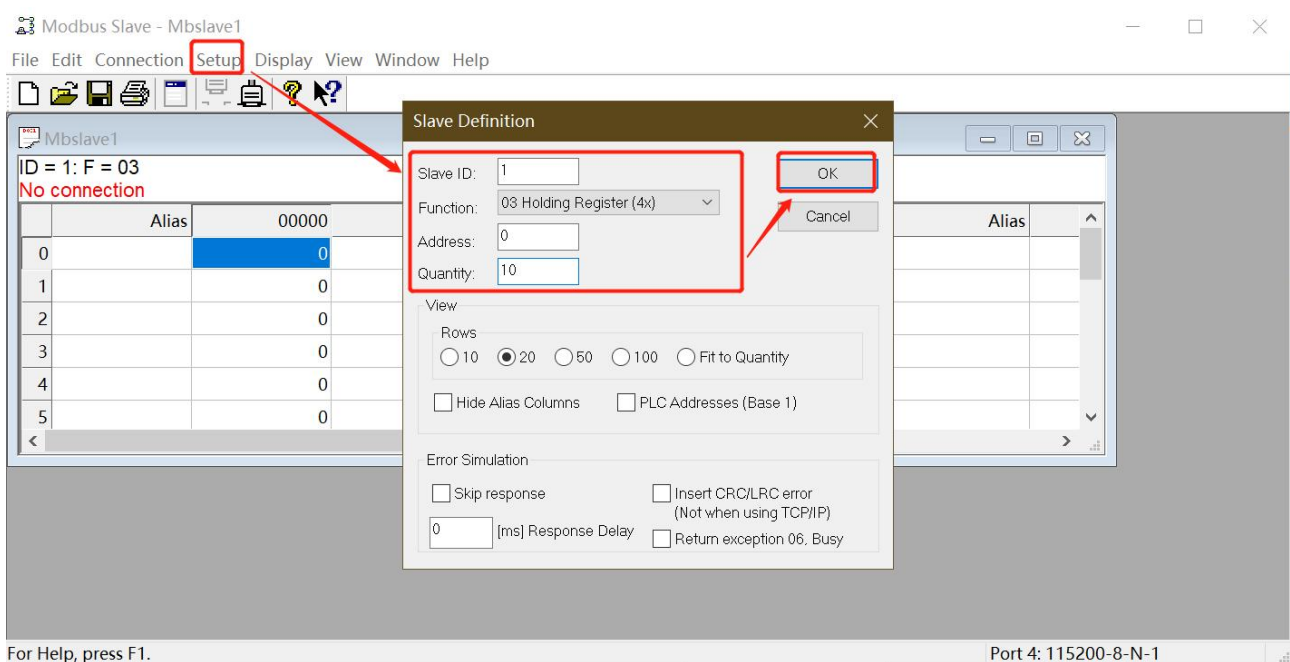 Modbus Slave - Mbslave1
File Edit Connection Setup Display View Window Help
Mbslave1
ID = 1: F = 03
No connection
Alias 00000 Alias
0 0
1 0
2 0
3 0
4 0
5 0
Slave Definition
Slave ID: 1
OK
Function: 03 Holding Register (4x)
Cancel
Address: 0
Quantity: 10
View
Rows
10 20 50 100 Fit to Quantity
Hide Alias Columns PLC Addresses (Base 1)
Error Simulation
Skip response
Insert CRC/LRC error
(Not when using TCP/IP)
0 [ms] Response Delay
Return exception 06, Busy
For Help, press F1.
Port 4: 115200-8-N-1